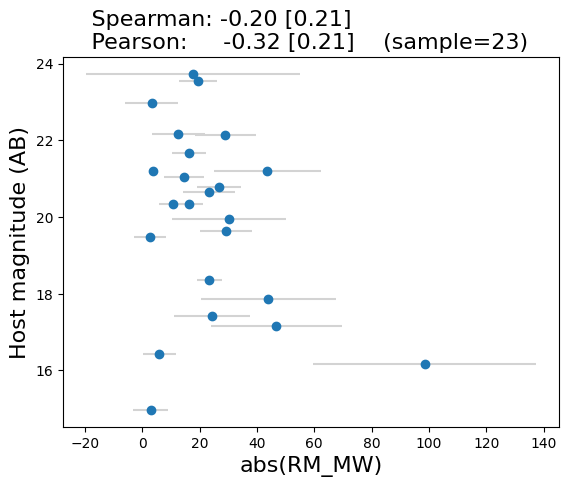 Spearman: -0.20 [0.21]
Pearson: -0.32 [0.21] (sample=23)
24
22
20
18
16
Host magnitude (AB)
−20 0 20 40 60 80 100 120 140
abs(RM_MW)